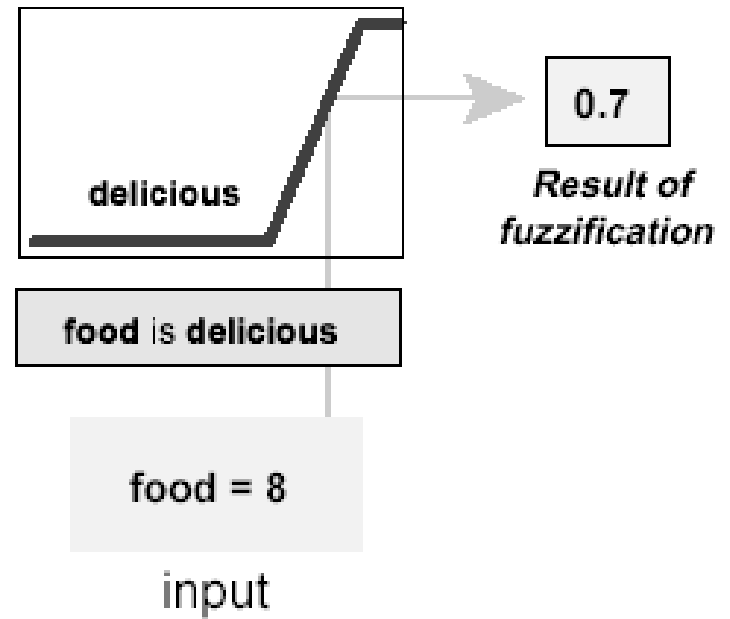 delicious
0.7
Result of
fuzzification
food is delicious
food = 8
input